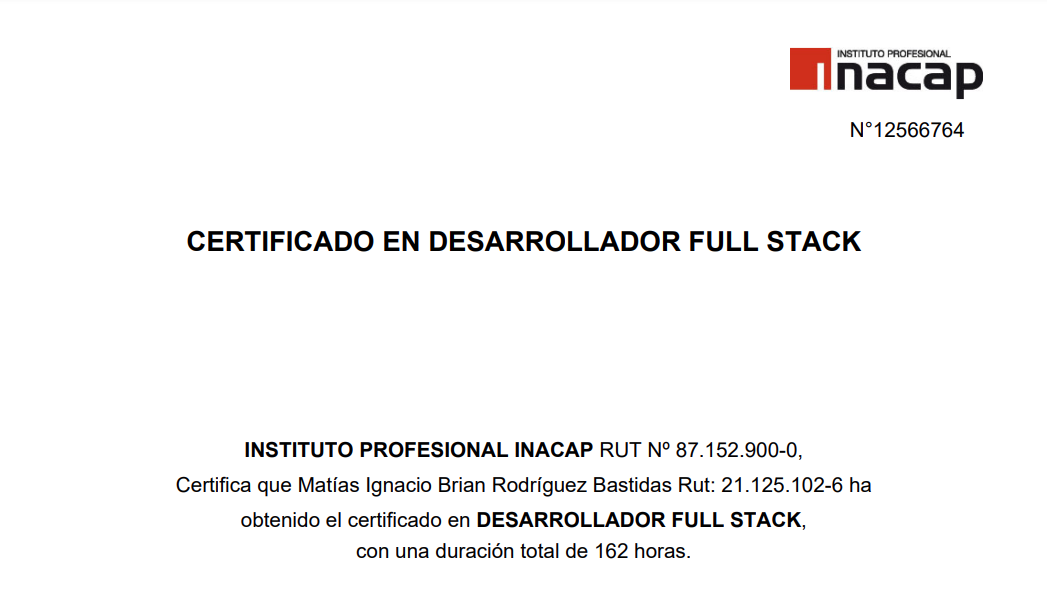 INSTITUTO PROFESIONAL
inacap
N°12566764
CERTIFICADO EN DESARROLLADOR FULL STACK
INSTITUTO PROFESIONAL INACAP RUT Nº 87.152.900-0,
Certifica que Matías Ignacio Brian Rodríguez Bastidas Rut: 21.125.102-6 ha
obtenido el certificado en DESARROLLADOR FULL STACK,
con una duración total de 162 horas.